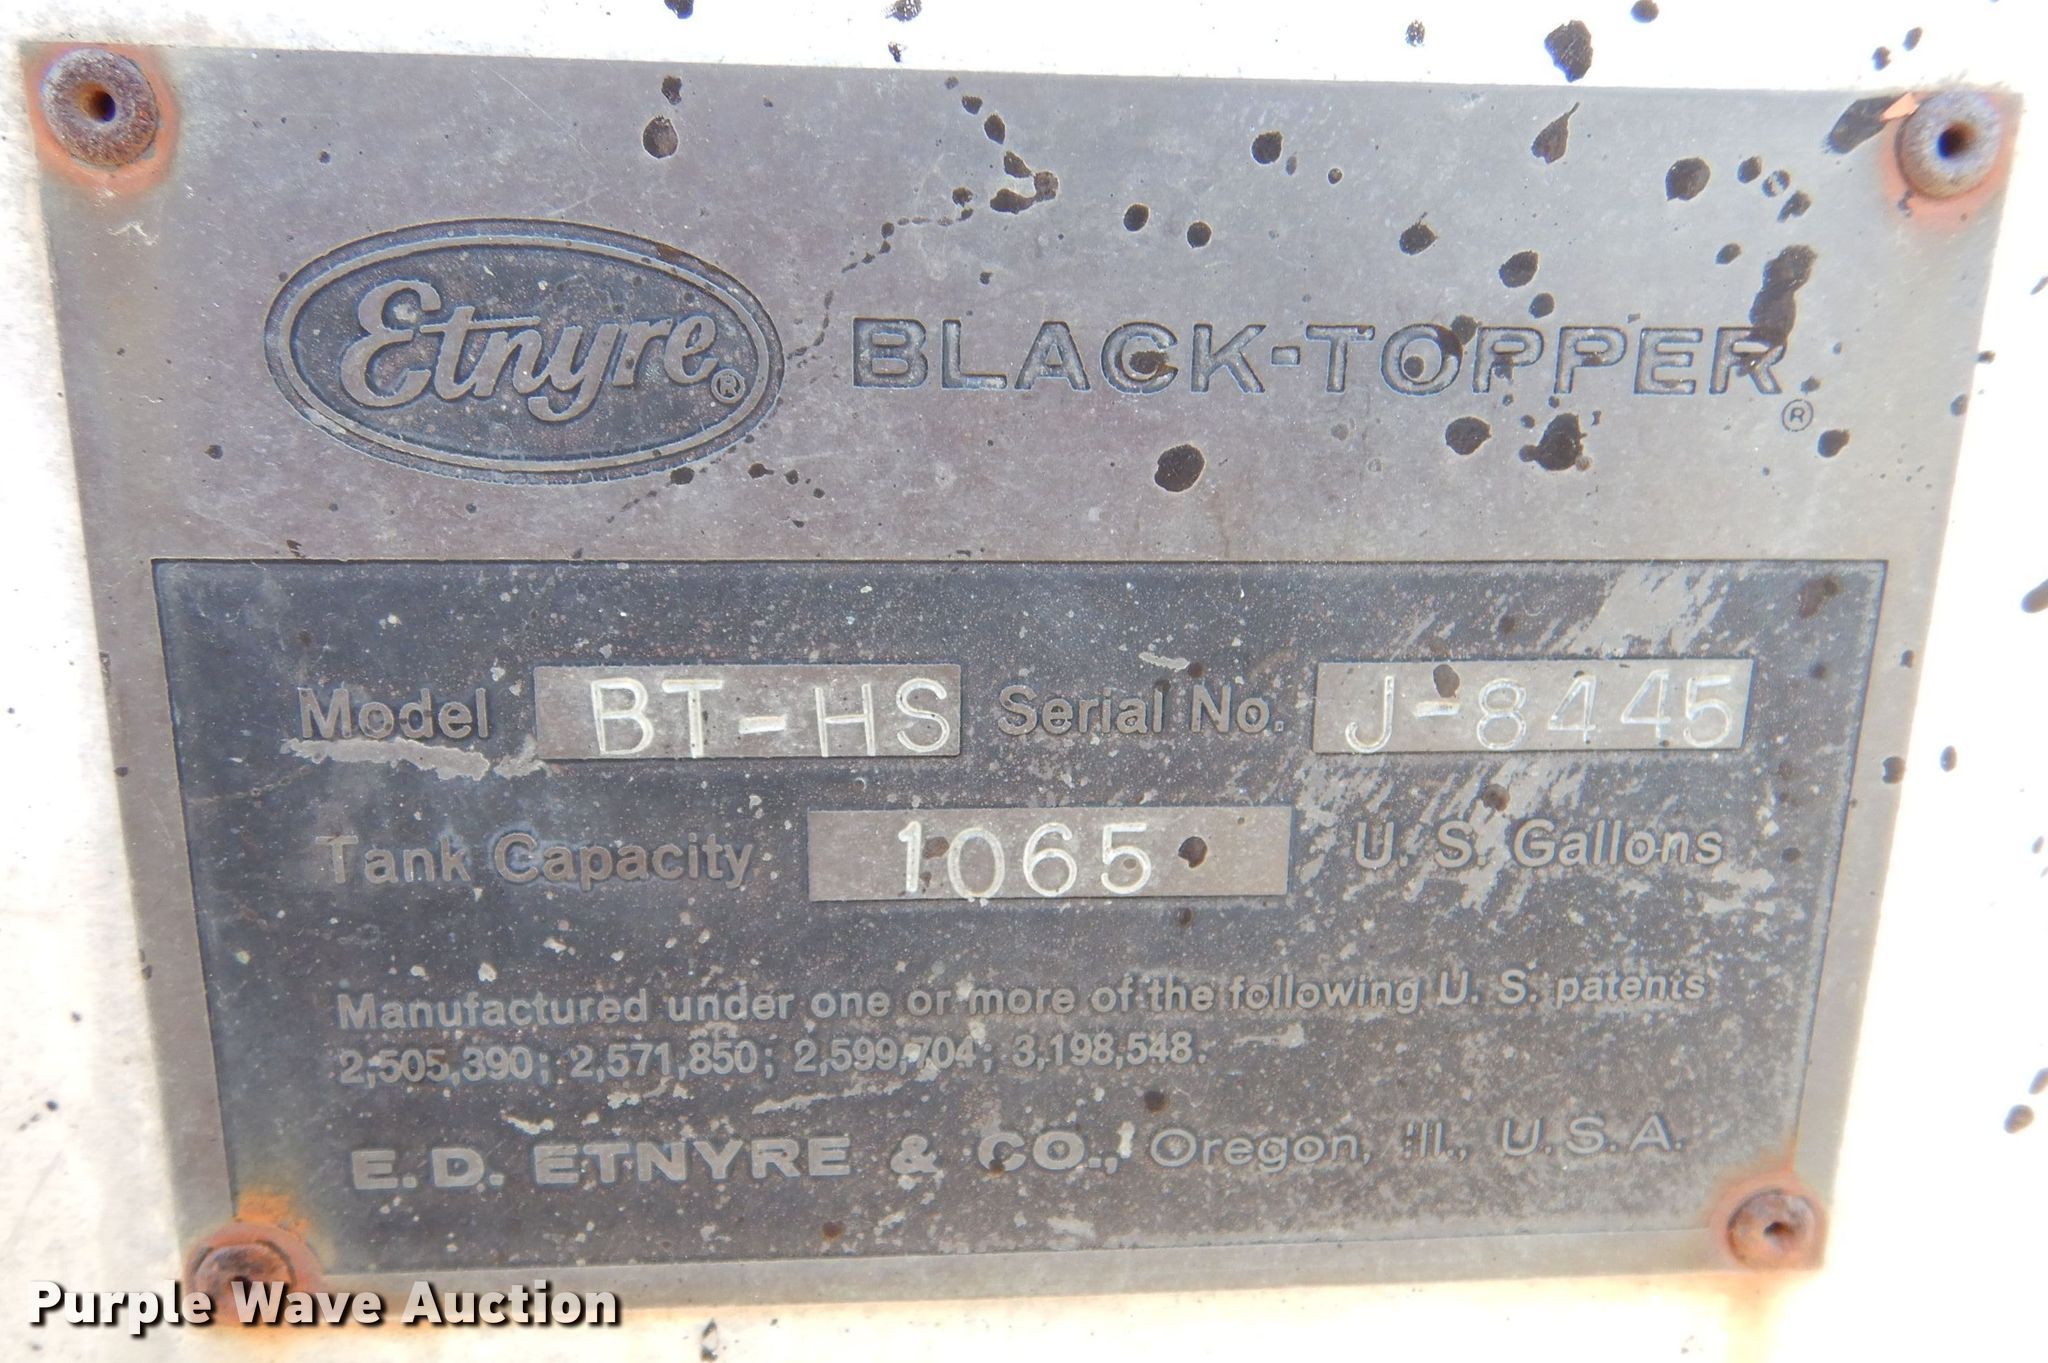 Etnyre® BLACK-TOPPER®
Model BT-HS Serial No. J-8445
Tank Capacity 1065 U. S. Gallons
Manufactured under one or more of the following U. S. patents
2,505,390; 2,571,850; 2,599,704; 3,198,548.
E. D. ETNYRE & CO., Oregon, Ill., U. S. A.
Purple Wave Auction